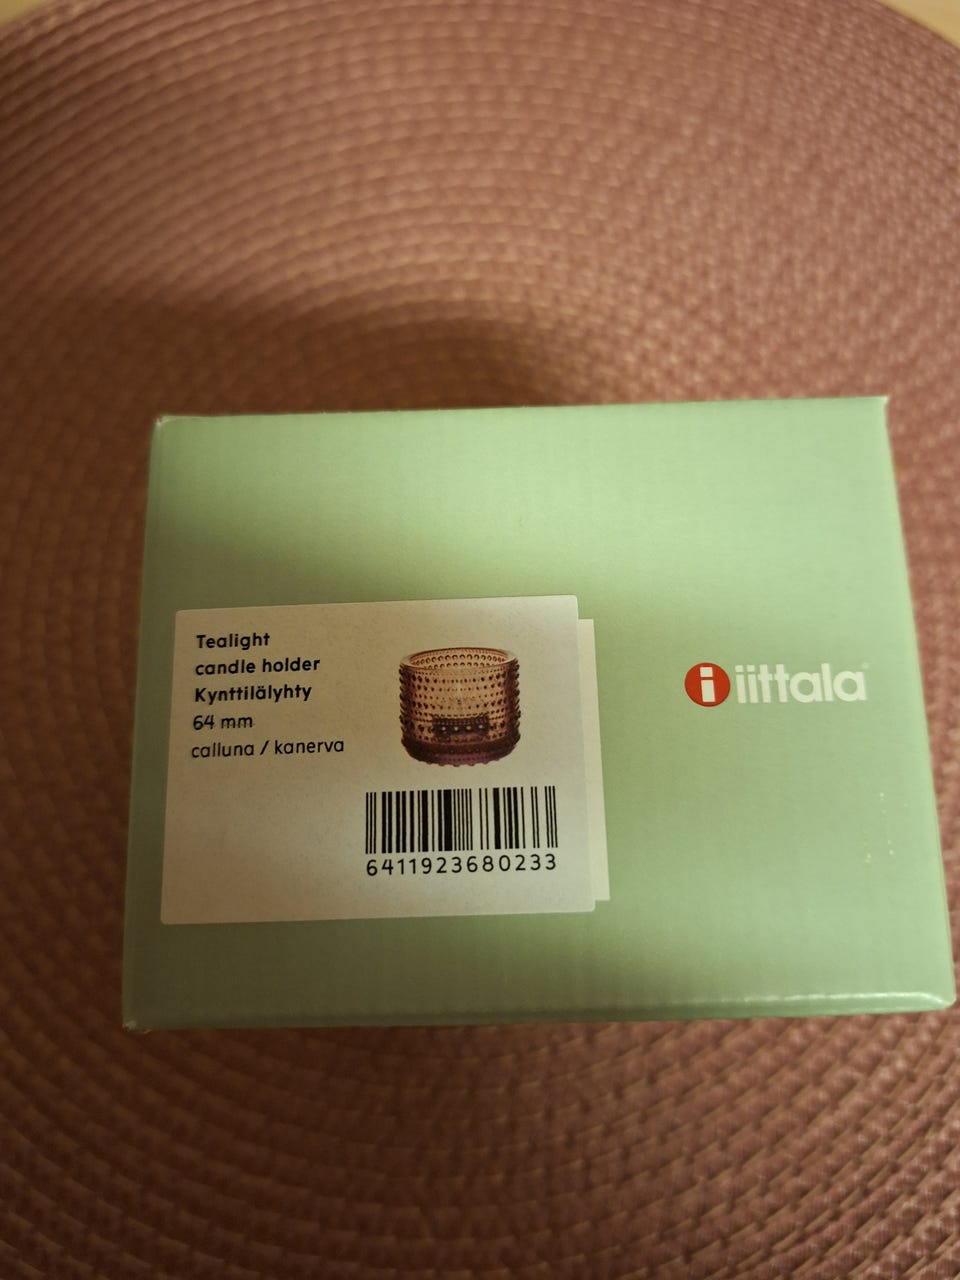 Tealight
candle holder
Kynttilälyhty
64 mm
calluna / kanerva
6411923680233
i iittala